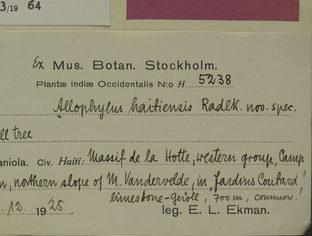 3/19 64
Ex Mus. Botan. Stockholm.
Plantæ Indiæ Occidentalis N:o H 5238
Allophylus haitiensis Radlk. nov. spec.
ll tree
aniola. Civ. Haiti: Massif de la Hotte, western group, Camp
n, northern slope of M. Vandervelde, in "Jardins Coutard"
limestone- , 700 m, common.
. 12. 1925. leg. E. L. Ekman.